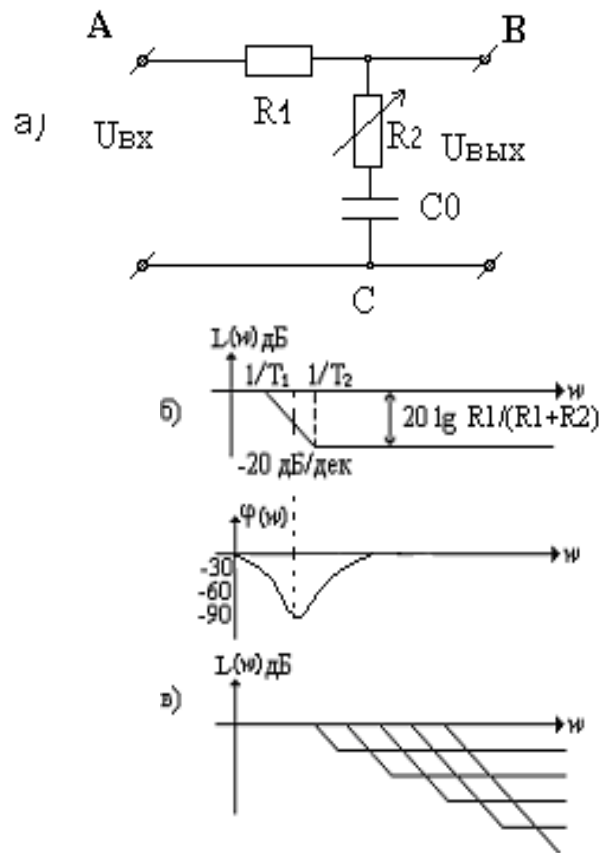 A
B
R1
R2
а)
Uвх
Uвых
C0
C
L(w)дБ
1/T₁ 1/T₂
w
б)
20 lg R1/(R1+R2)
-20 дБ/дек
φ(w)
w
-30
-60
-90
L(w)дБ
в)
w